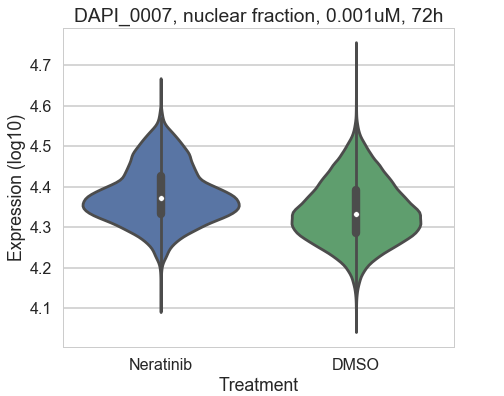 DAPI_0007, nuclear fraction, 0.001uM, 72h
Expression (log10)
4.7
4.6
4.5
4.4
4.3
4.2
4.1
Neratinib DMSO
Treatment